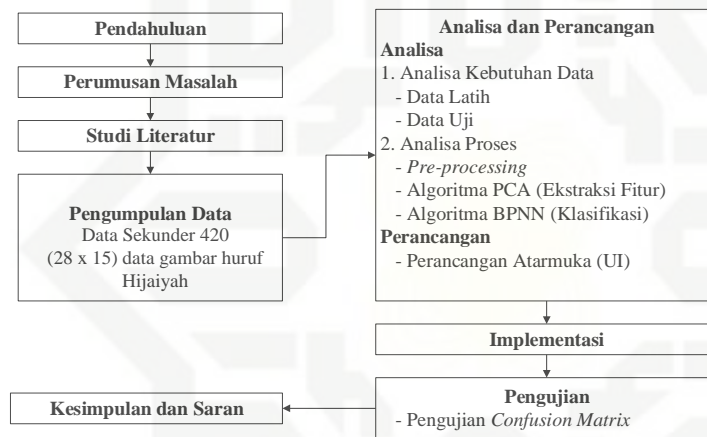 Pendahuluan
Perumusan Masalah
Studi Literatur
Pengumpulan Data
Data Sekunder 420
(28 x 15) data gambar huruf
Hijaiyah
Analisa dan Perancangan
Analisa
1. Analisa Kebutuhan Data
- Data Latih
- Data Uji
2. Analisa Proses
- Pre-processing
- Algoritma PCA (Ekstraksi Fitur)
- Algoritma BPNN (Klasifikasi)
Perancangan
- Perancangan Atarmuka (UI)
Implementasi
Pengujian
- Pengujian Confusion Matrix
Kesimpulan dan Saran